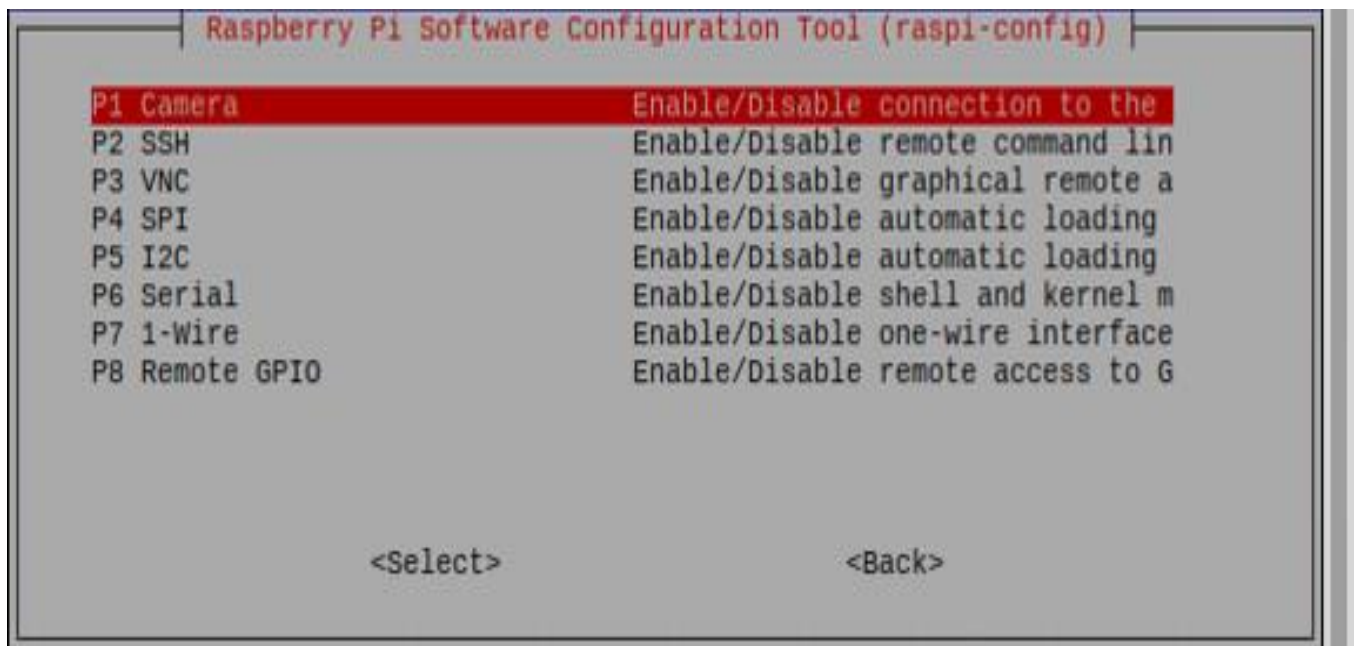 Raspberry Pi Software Configuration Tool (raspi-config)
P1 Camera Enable/Disable connection to the
P2 SSH Enable/Disable remote command lin
P3 VNC Enable/Disable graphical remote a
P4 SPI Enable/Disable automatic loading
P5 I2C Enable/Disable automatic loading
P6 Serial Enable/Disable shell and kernel m
P7 1-Wire Enable/Disable one-wire interface
P8 Remote GPIO Enable/Disable remote access to G
<Select> <Back>